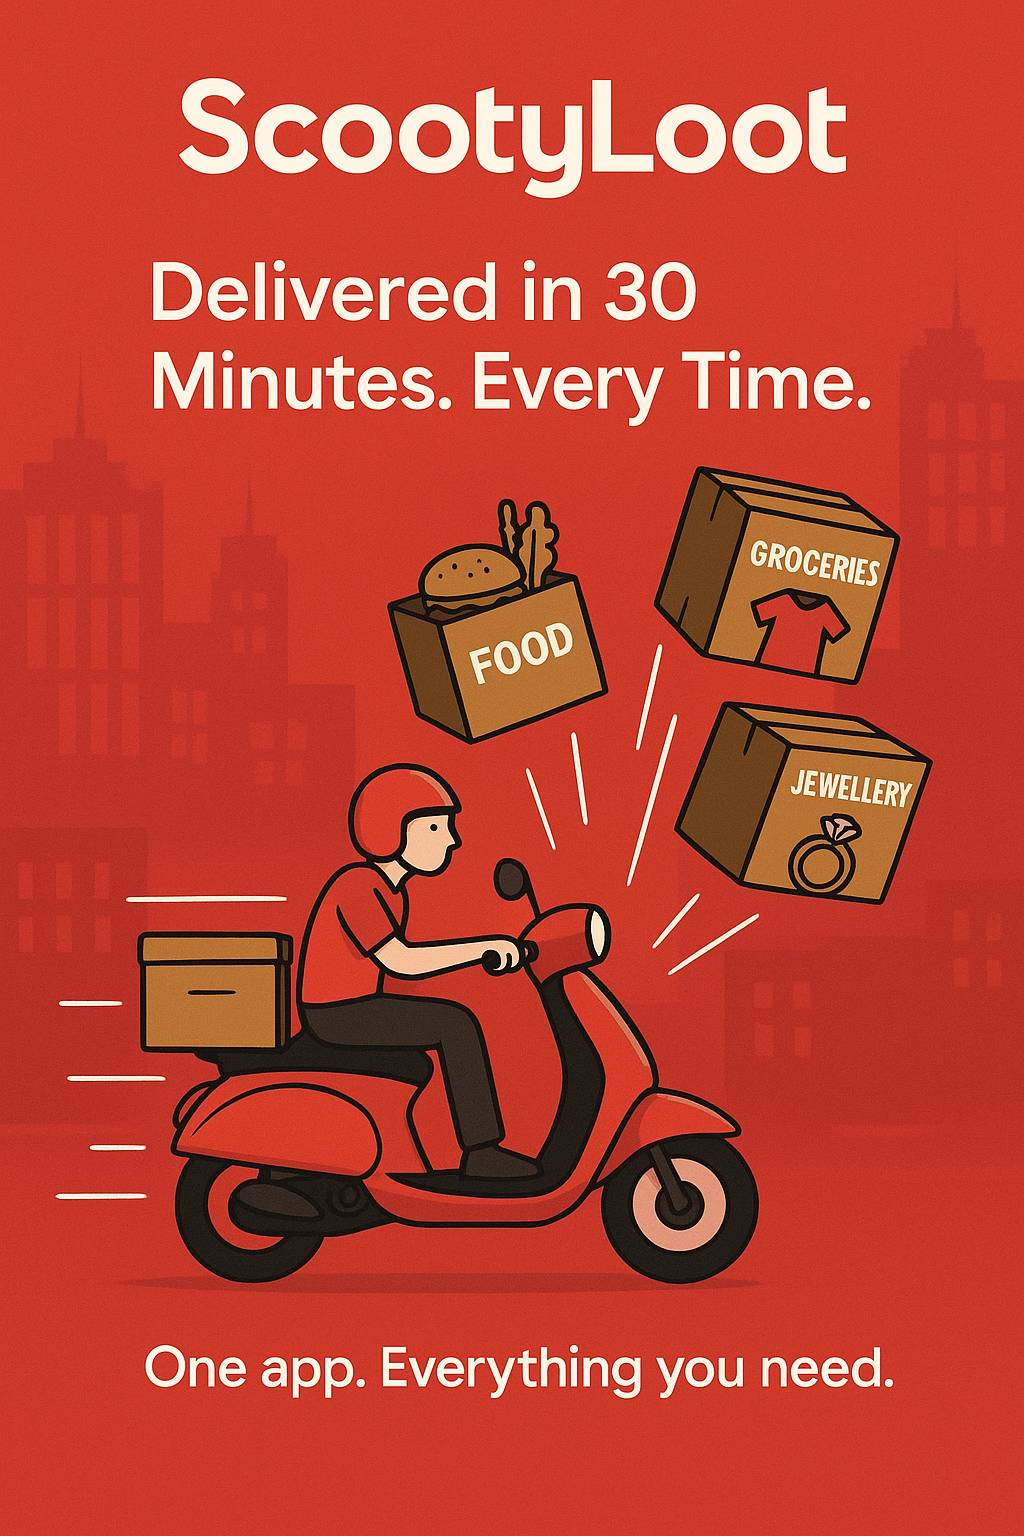 ScootyLoot
Delivered in 30
Minutes. Every Time.
GROCERIES
FOOD
JEWELLERY
One app. Everything you need.